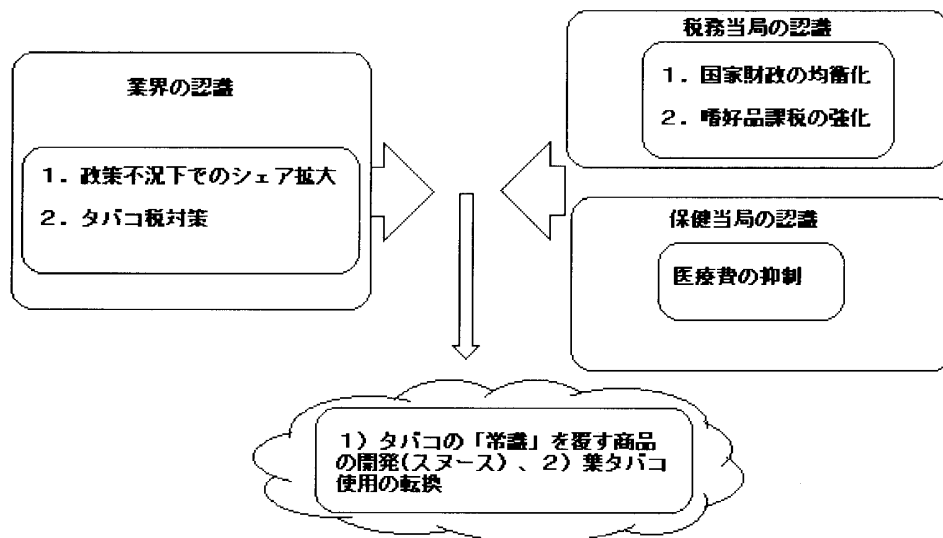 業界の認識
1．政策不況下でのシェア拡大
2．タバコ税対策
税務当局の認識
1．国家財政の均衡化
2．嗜好品課税の強化
保健当局の認識
医療費の抑制
1）タバコの「常識」を覆す商品
の開発(スヌース)、2）葉タバコ
使用の転換